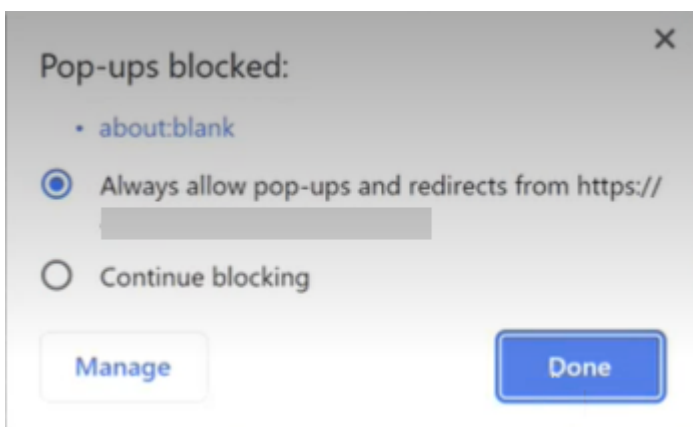 Pop-ups blocked:
about:blank
Always allow pop-ups and redirects from https://
Continue blocking
Manage
Done